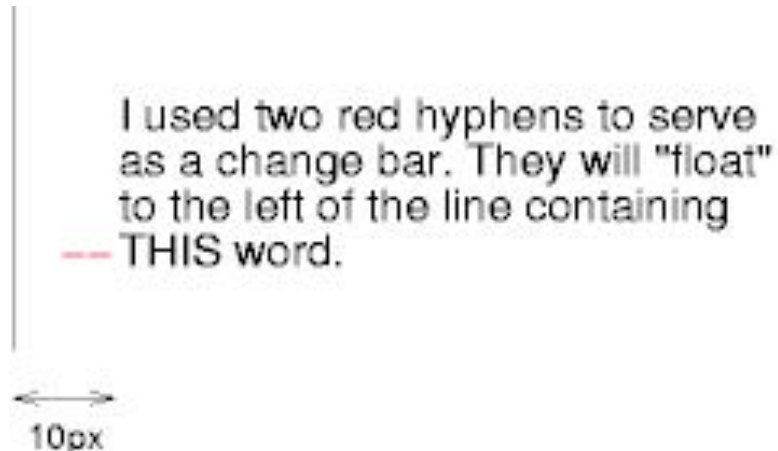 I used two red hyphens to serve
as a change bar. They will "float"
to the left of the line containing
-- THIS word.
10px